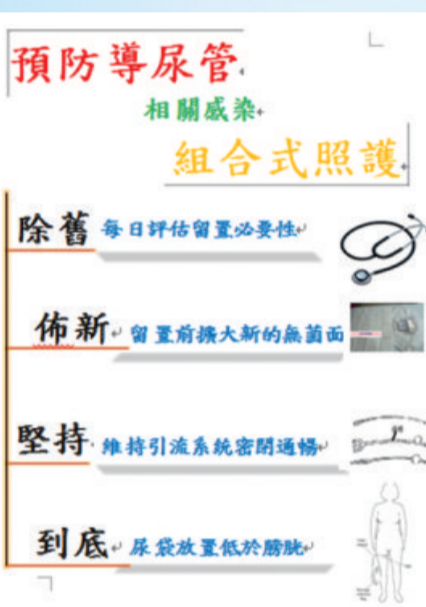 預防導尿管
相關感染
組合式照護
除舊 每日評估留置必要性
佈新 留置前擴大新的無菌面
堅持 維持引流系統密閉通暢
到底 尿袋放置低於膀胱